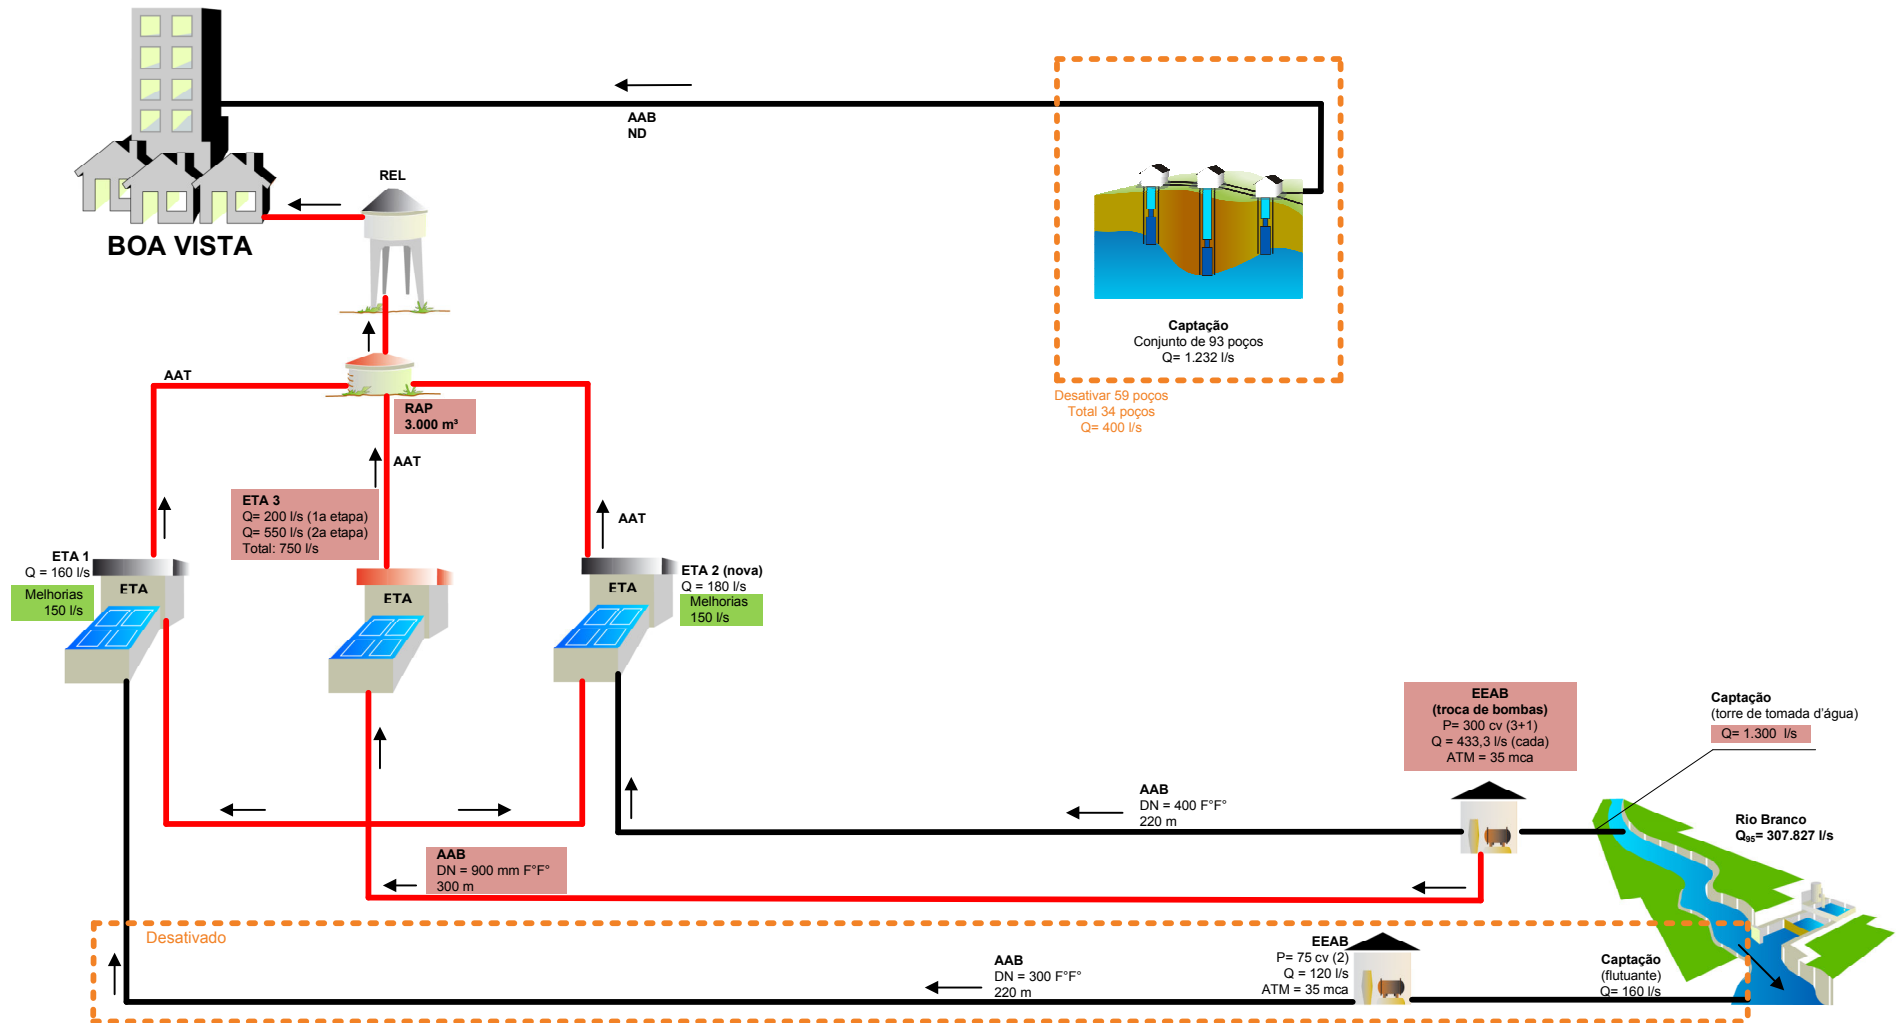 AAB
ND
REL
BOA VISTA
Captação
Conjunto de 93 poços
Q= 1.232 l/s
Desativar 59 poços
Total 34 poços
Q= 400 l/s
AAT
RAP
3.000 m³
AAT
ETA 3
Q= 200 l/s (1a etapa)
Q= 550 l/s (2a etapa)
Total: 750 l/s
AAT
ETA 1
Q = 160 l/s
Melhorias
150 l/s
ETA
ETA
ETA
ETA 2 (nova)
Q = 180 l/s
Melhorias
150 l/s
EEAB
(troca de bombas)
P= 300 cv (3+1)
Q = 433,3 l/s (cada)
ATM = 35 mca
Captação
(torre de tomada d'água)
Q= 1.300 l/s
AAB
DN = 400 F°F°
220 m
Rio Branco
Q₉₅= 307.827 l/s
AAB
DN = 900 mm F°F°
300 m
Desativado
AAB
DN = 300 F°F°
220 m
EEAB
P= 75 cv (2)
Q = 120 l/s
ATM = 35 mca
Captação
(flutuante)
Q= 160 l/s